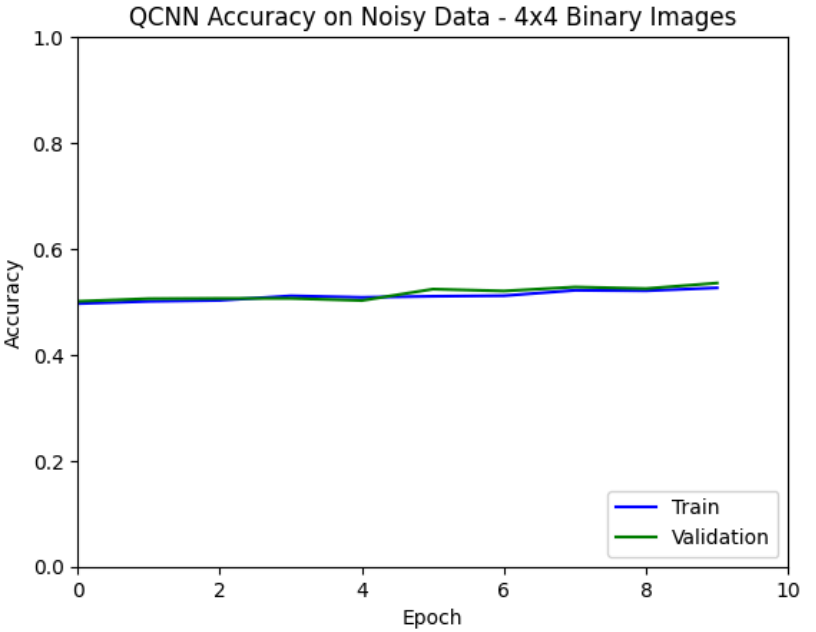 QCNN Accuracy on Noisy Data - 4x4 Binary Images
1.0
0.8
0.6
0.4
0.2
0.0
Accuracy
0 2 4 6 8 10
Epoch
Train
Validation